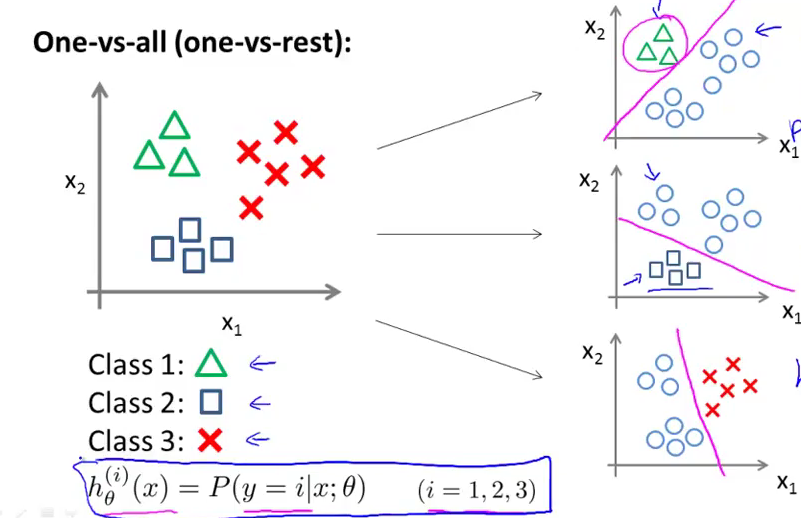 One-vs-all (one-vs-rest):
x₂
x₁
Class 1:
Class 2:
Class 3:
h_θ^(i)(x) = P(y = i|x; θ) (i = 1, 2, 3)
x₂
x₁
x₂
x₁
x₂
x₁